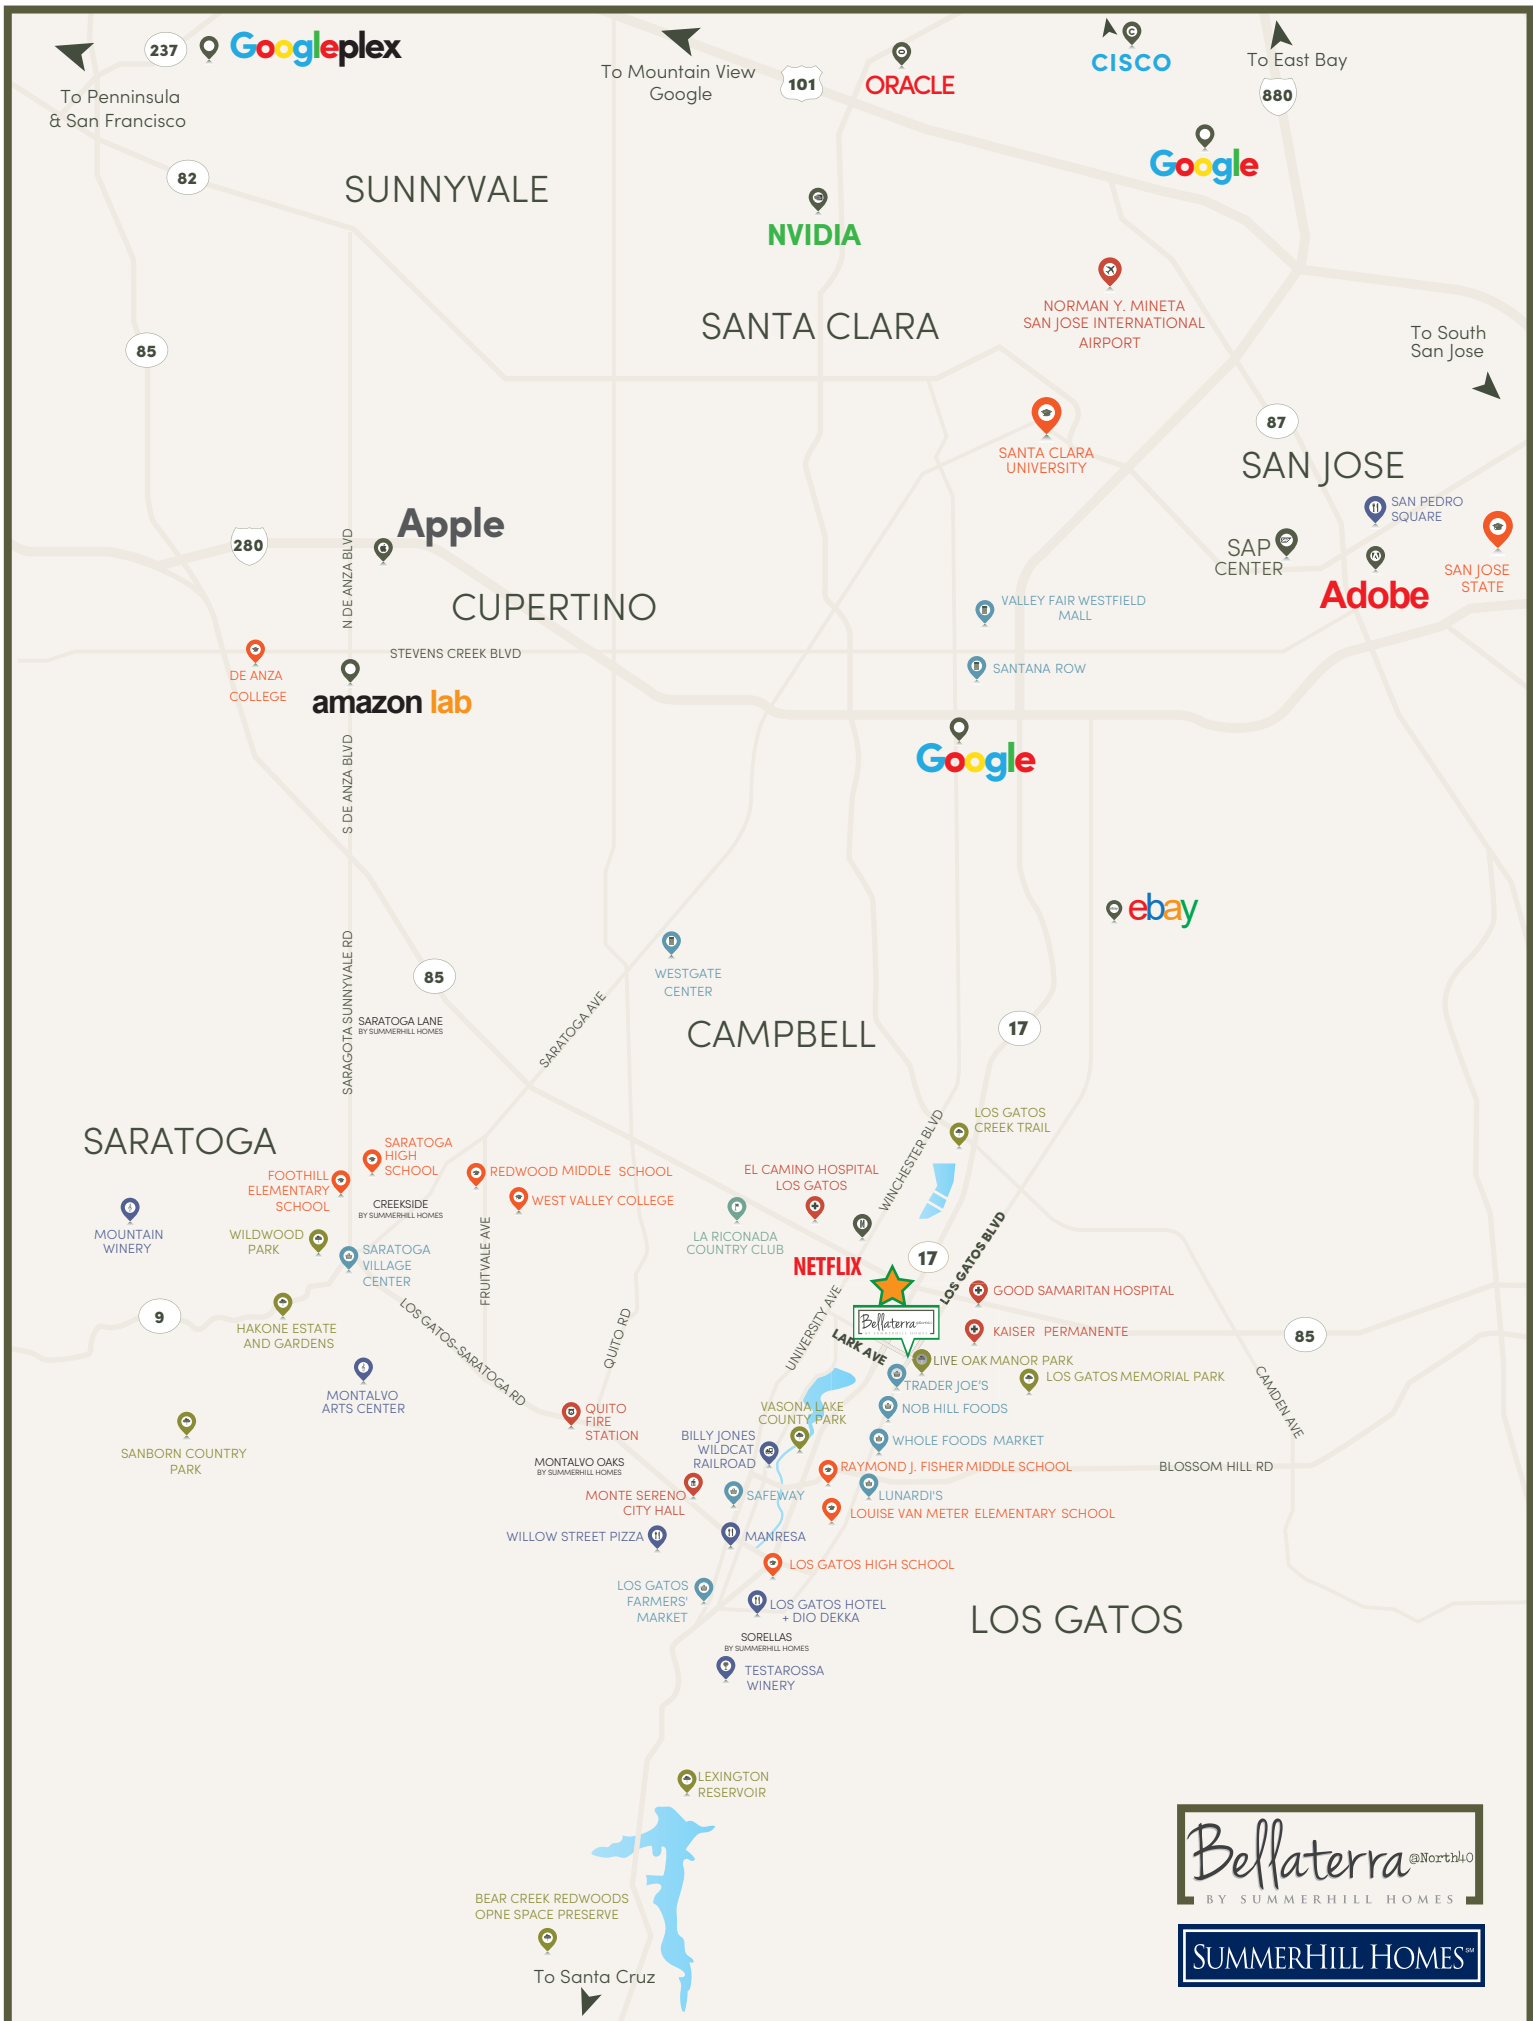 237
Googleplex
To Penninsula
& San Francisco
To Mountain View
Google
101
ORACLE
CISCO
To East Bay
880
Google
82
SUNNYVALE
NVIDIA
SANTA CLARA
NORMAN Y. MINETA
SAN JOSE INTERNATIONAL
AIRPORT
To South
San Jose
85
87
SANTA CLARA
UNIVERSITY
SAN JOSE
SAN PEDRO
SQUARE
SAP
CENTER
Adobe
SAN JOSE
STATE
280
N DE ANZA BLVD
Apple
CUPERTINO
VALLEY FAIR WESTFIELD
MALL
STEVENS CREEK BLVD
SANTANA ROW
DE ANZA
COLLEGE
amazon lab
Google
S DE ANZA BLVD
ebay
SARAGOTA SUNNYVALE RD
85
WESTGATE
CENTER
SARATOGA LANE
BY SUMMERHILL HOMES
SARATOGA AVE
CAMPBELL
17
WINCHESTER BLVD
LOS GATOS
CREEK TRAIL
SARATOGA
SARATOGA
HIGH
SCHOOL
FOOTHILL
ELEMENTARY
SCHOOL
REDWOOD MIDDLE SCHOOL
WEST VALLEY COLLEGE
EL CAMINO HOSPITAL
LOS GATOS
CREEKSIDE
BY SUMMERHILL HOMES
MOUNTAIN
WINERY
WILDWOOD
PARK
SARATOGA
VILLAGE
CENTER
FRUITVALE AVE
LA RICONADA
COUNTRY CLUB
NETFLIX
17
LOS GATOS BLVD
GOOD SAMARITAN HOSPITAL
9
HAKONE ESTATE
AND GARDENS
LOS GATOS-SARATOGA RD
QUITO RD
UNIVERSITY AVE
Bellaterra
BY SUMMERHILL HOMES
LARK AVE
KAISER PERMANENTE
85
LIVE OAK MANOR PARK
LOS GATOS MEMORIAL PARK
TRADER JOE'S
CAMDEN AVE
MONTALVO
ARTS CENTER
NOB HILL FOODS
QUITO
FIRE
STATION
VASONA LAKE
COUNTY PARK
BILLY JONES
WILDCAT
RAILROAD
WHOLE FOODS MARKET
SANBORN COUNTRY
PARK
MONTALVO OAKS
BY SUMMERHILL HOMES
RAYMOND J. FISHER MIDDLE SCHOOL
BLOSSOM HILL RD
MONTE SERENO
CITY HALL
SAFEWAY
LUNARDI'S
LOUISE VAN METER ELEMENTARY SCHOOL
WILLOW STREET PIZZA
MANRESA
LOS GATOS HIGH SCHOOL
LOS GATOS
FARMERS'
MARKET
LOS GATOS HOTEL
+ DIO DEKKA
LOS GATOS
SORELLAS
BY SUMMERHILL HOMES
TESTAROSSA
WINERY
LEXINGTON
RESERVOIR
Bellaterra @North40
BY SUMMERHILL HOMES
BEAR CREEK REDWOODS
OPNE SPACE PRESERVE
SUMMERHILL HOMES SM
To Santa Cruz